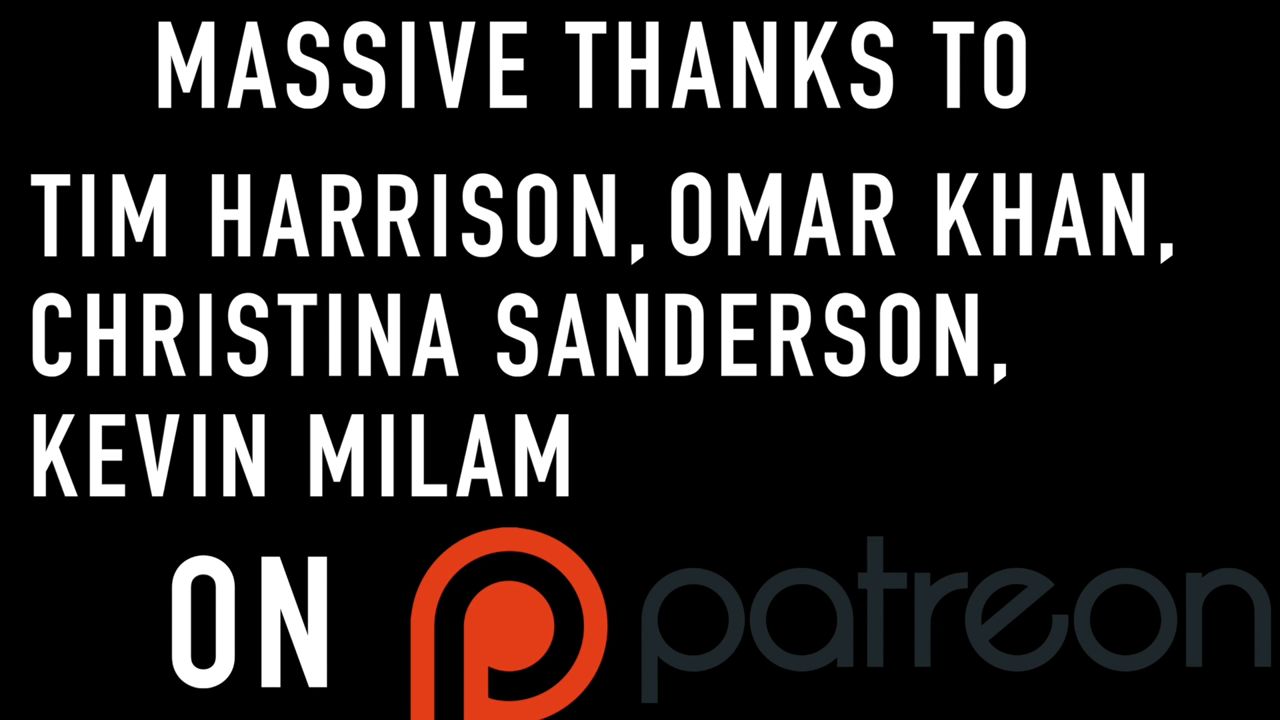 MASSIVE THANKS TO
TIM HARRISON, OMAR KHAN,
CHRISTINA SANDERSON,
KEVIN MILAM
ON patreon